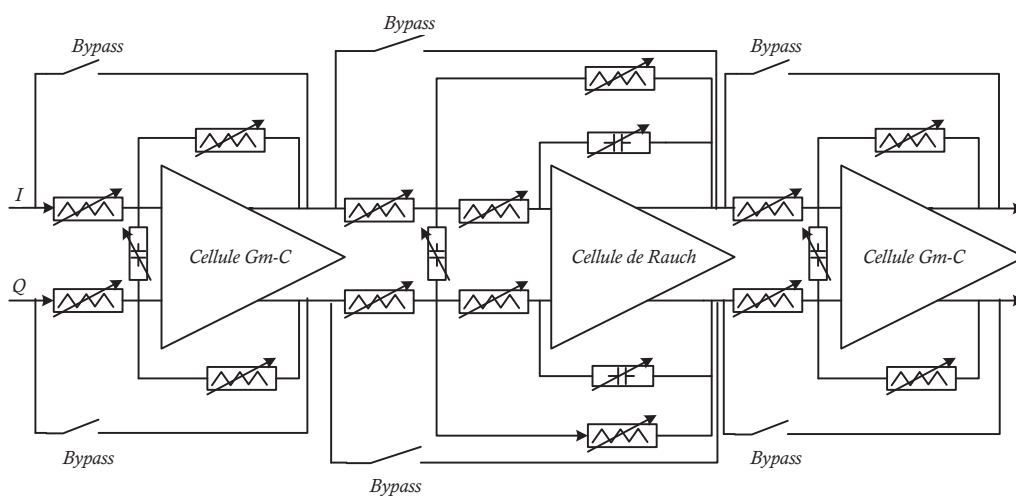 Bypass
Bypass
Bypass
I
Q
Cellule Gm-C
Cellule de Rauch
Cellule Gm-C
Bypass
Bypass
Bypass